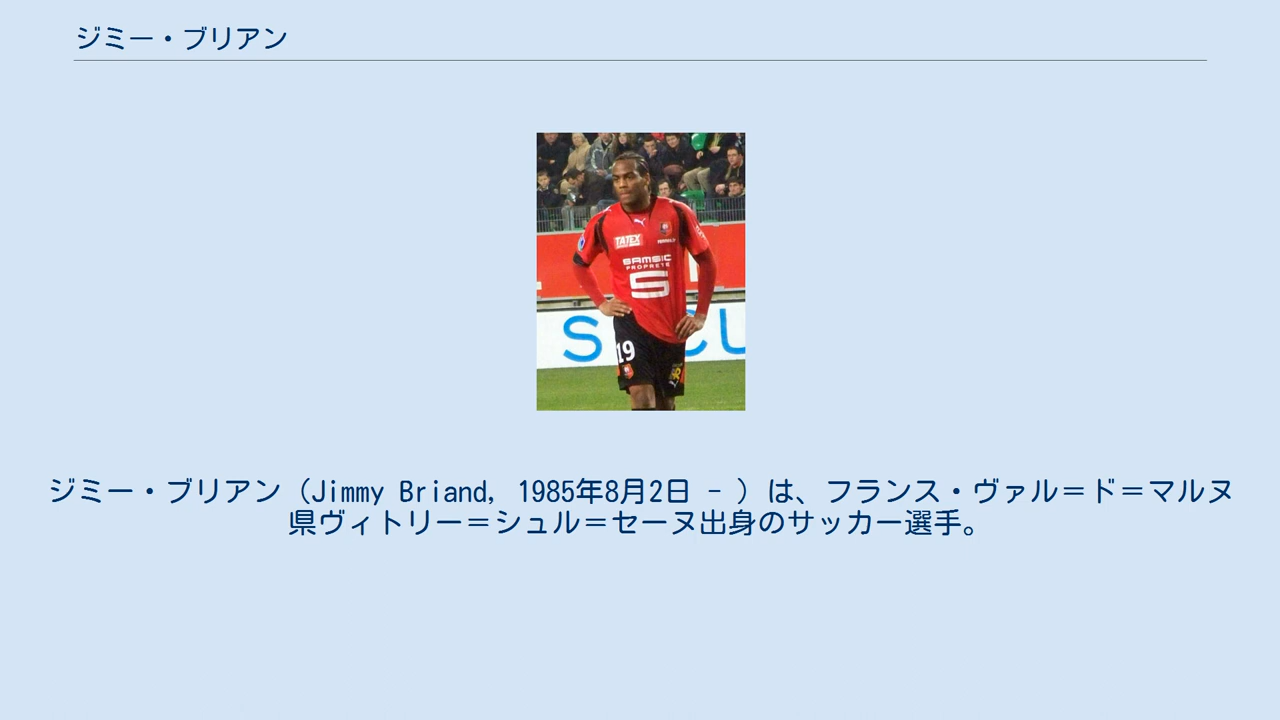 ジミー・ブリアン
TATEX
SAMSIC
PROPRETE
S
19
S CU
ジミー・ブリアン（Jimmy Briand, 1985年8月2日 - ）は、フランス・ヴァル＝ド＝マルヌ
県ヴィトリー＝シュル＝セーヌ出身のサッカー選手。